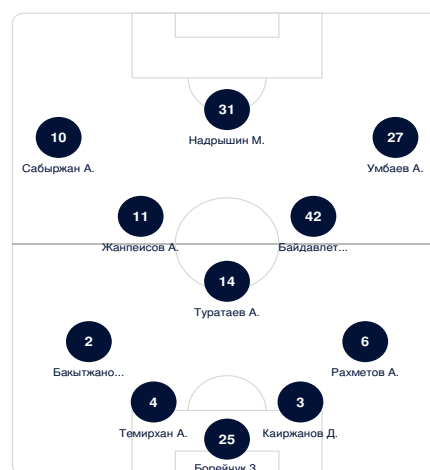 31
Надрышин М.
10
27
Сабыржан А.
Умбаев А.
11
42
Жанпеисов А.
Байдавлет...
14
Туратаев А.
2
6
Бакытжано...
Рахметов А.
4
3
Темирхан А.
Каиржанов Д.
25
Борейчук З.